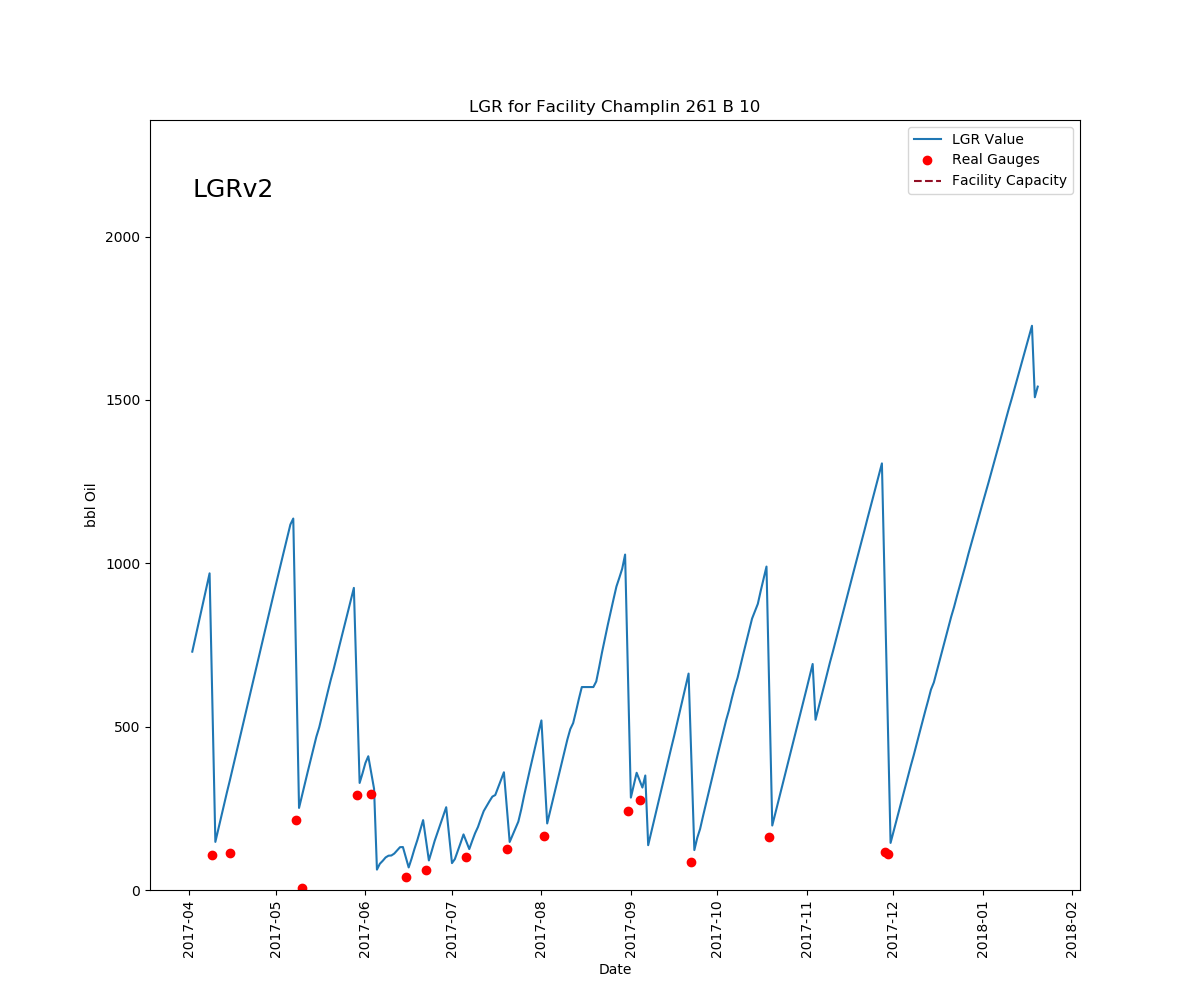 LGR for Facility Champlin 261 B 10
LGRv2
LGR Value
Real Gauges
Facility Capacity
2000
1500
1000
500
0
bbl Oil
2017-04
2017-05
2017-06
2017-07
2017-08
2017-09
2017-10
2017-11
2017-12
2018-01
2018-02
Date